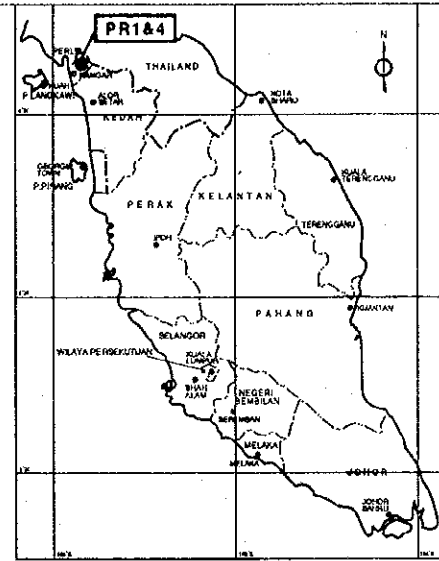 PR1&4
N
THAILAND
KANGAR
KUAH
P.LANGKAWI
ALOR
SETAR
KEDAH
KOTA
BHARU
GEORGE
TOWN
P.PINANG
KUALA
TERENGGANU
PERAK
KELANTAN
TERENGGANU
IPOH
PAHANG
KUANTAN
SELANGOR
WILAYA PERSEKUTUAN
KUALA
LUMPUR
SHAH
ALAM
NEGERI
SEMBILAN
SEREMBAN
MELAKA
MELAKA
JOHOR
JOHOR
BAHRU